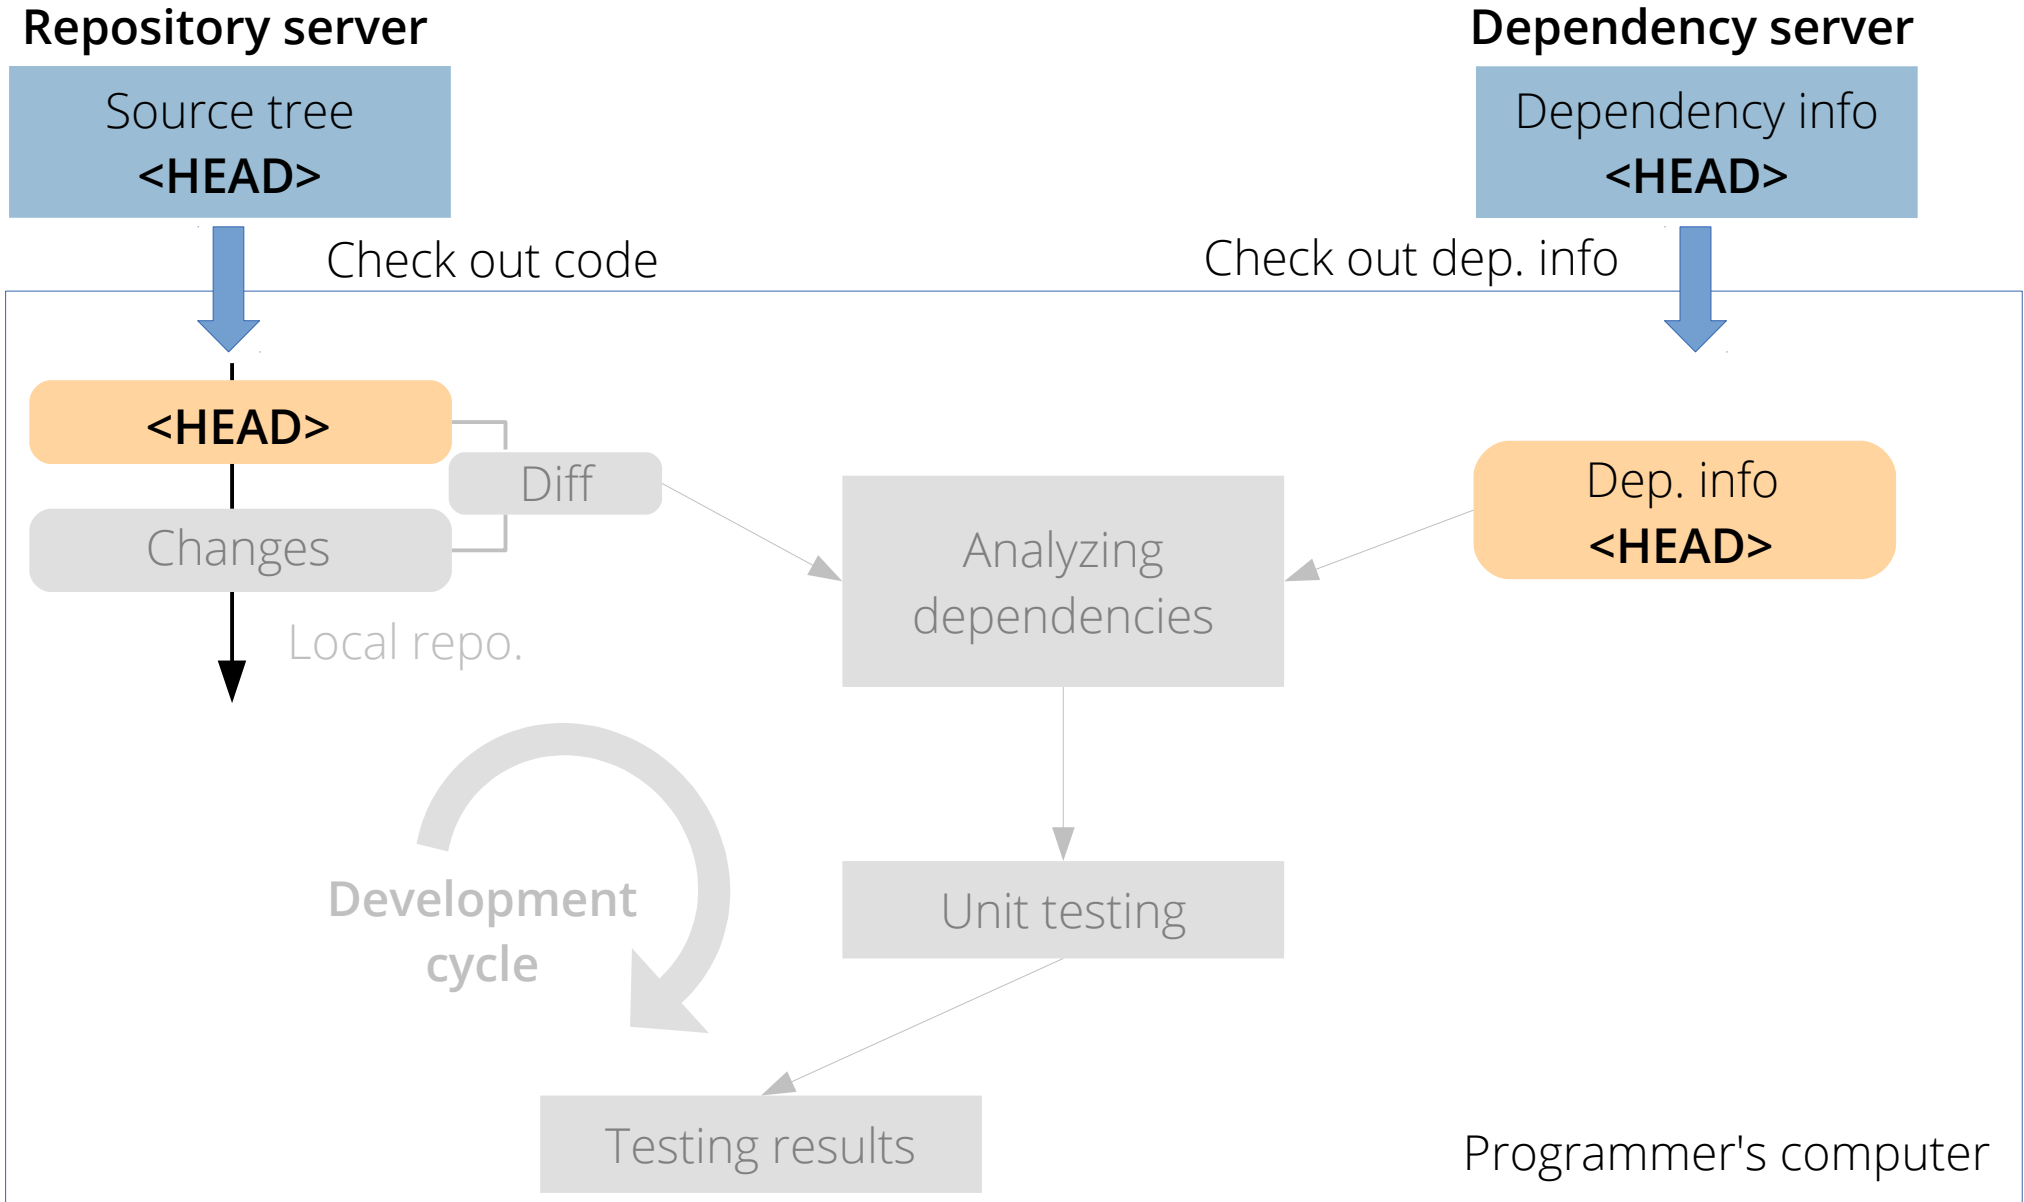 Repository server
Dependency server
Source tree
<HEAD>
Dependency info
<HEAD>
Check out code
Check out dep. info
<HEAD>
Diff
Changes
Local repo.
Analyzing
dependencies
Dep. info
<HEAD>
Development
cycle
Unit testing
Testing results
Programmer's computer